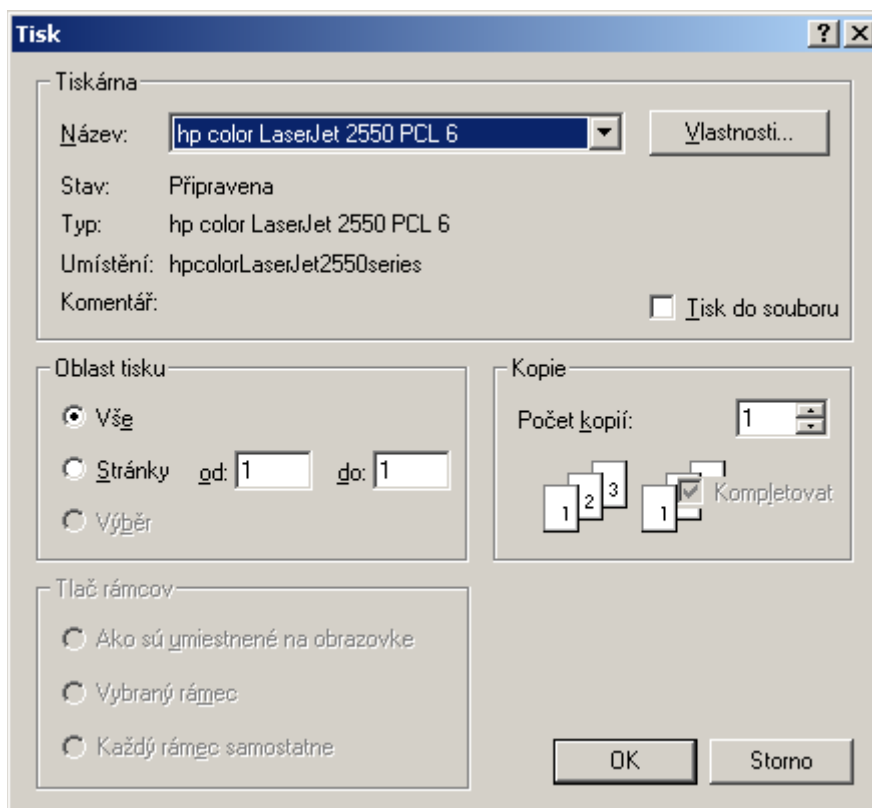 Tisk
Tiskárna
Název: hp color LaserJet 2550 PCL 6 Vlastnosti...
Stav: Připravena
Typ: hp color LaserJet 2550 PCL 6
Umístění: hpcolorLaserJet2550series
Komentář: Tisk do souboru
Oblast tisku
Vše
Stránky od: 1 do: 1
Výběr
Kopie
Počet kopií: 1
1 2 3 1 Kompletovat
Tlač rámcov
Ako sú umiestnené na obrazovke
Vybraný rámec
Každý rámec samostatne
OK Storno